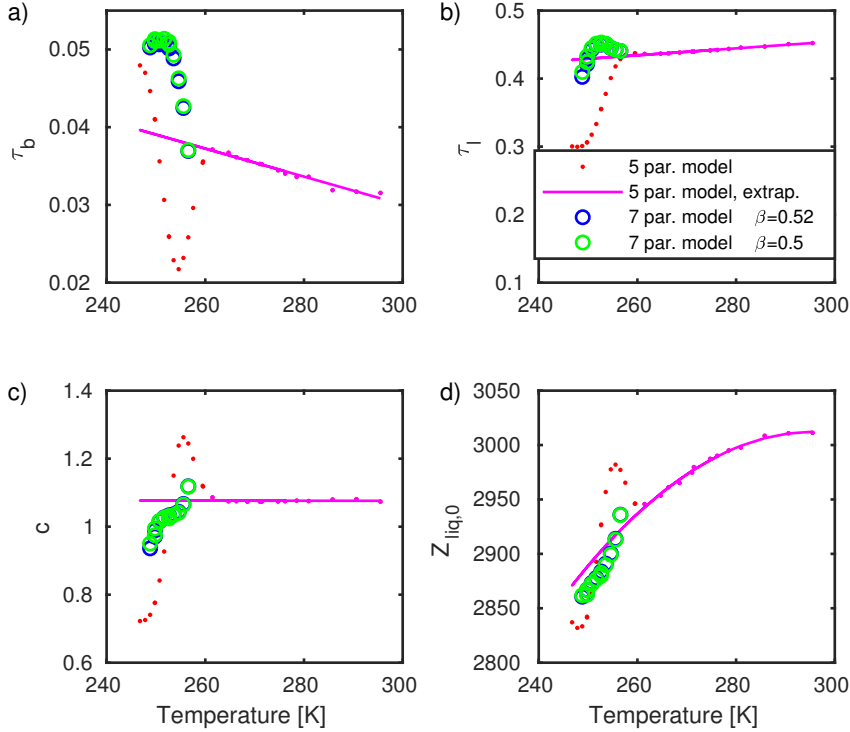 a)
0.05
0.04
0.03
0.02
τb
240
260
280
300
b)
0.5
0.4
0.3
0.2
0.1
τl
5 par. model
5 par. model, extrap.
7 par. model β=0.52
7 par. model β=0.5
240
260
280
300
c)
1.4
1.2
1
0.8
0.6
c
240
260
280
300
Temperature [K]
d)
3050
3000
2950
2900
2850
2800
Zliq,0
240
260
280
300
Temperature [K]